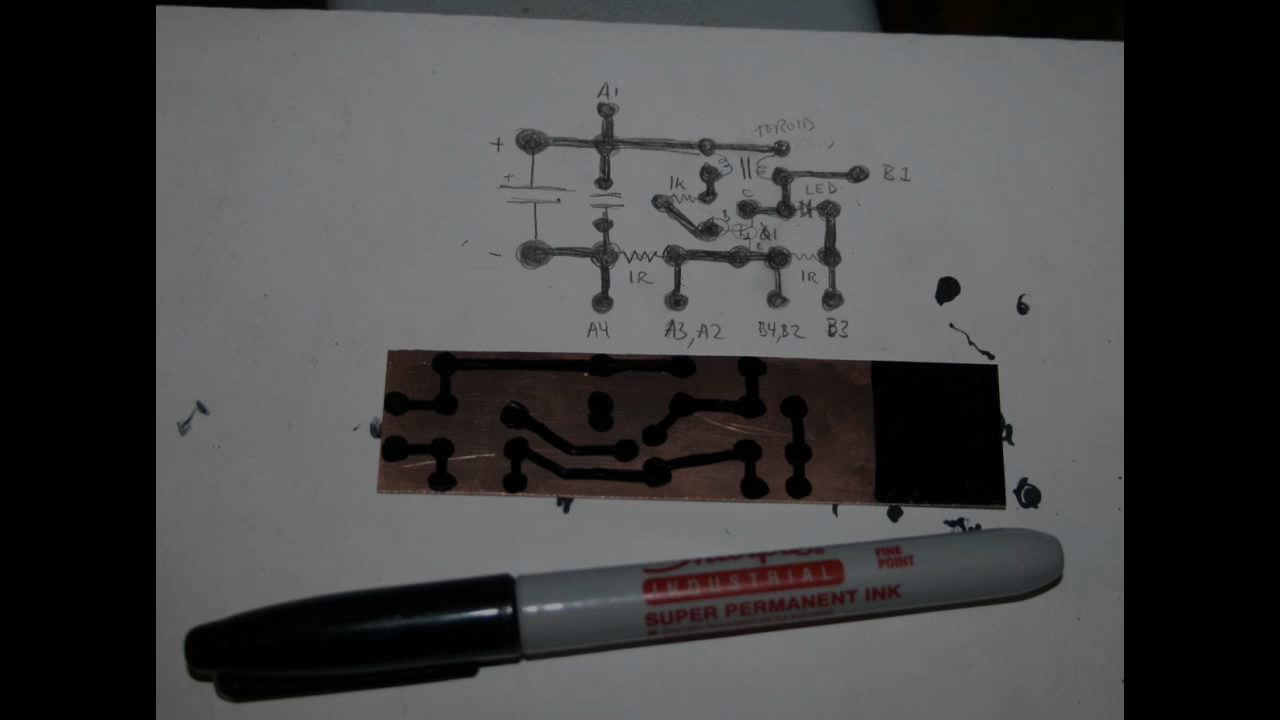 A1
+
TOROID
+
B1
1K
LED
C
B
Q1
E
-
1R
1R
A4
A3,A2
B4,B2
B3
Sharpie®
FINE
POINT
INDUSTRIAL
SUPER PERMANENT INK